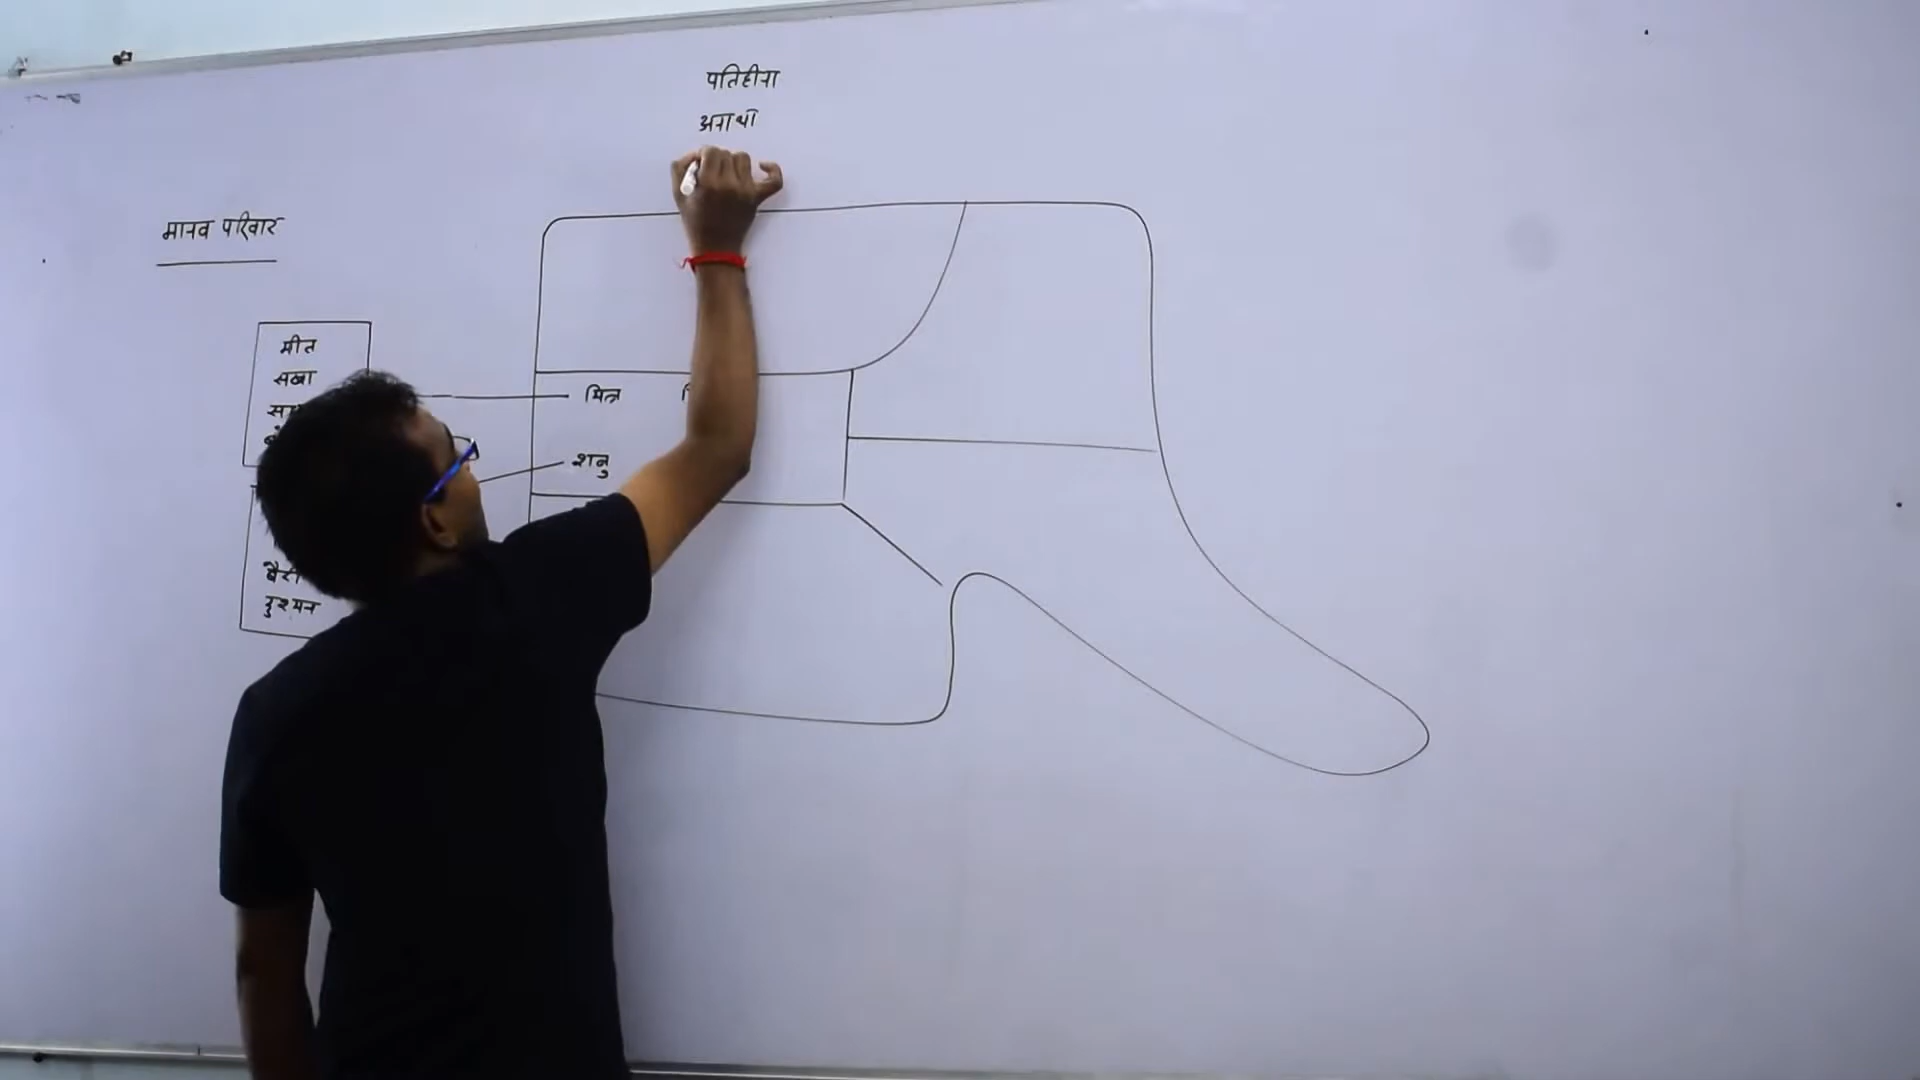 पतिहीना
अनाथा
मानव परिवार
मीत
सखा
मित्र
शत्रु
दुश्मन